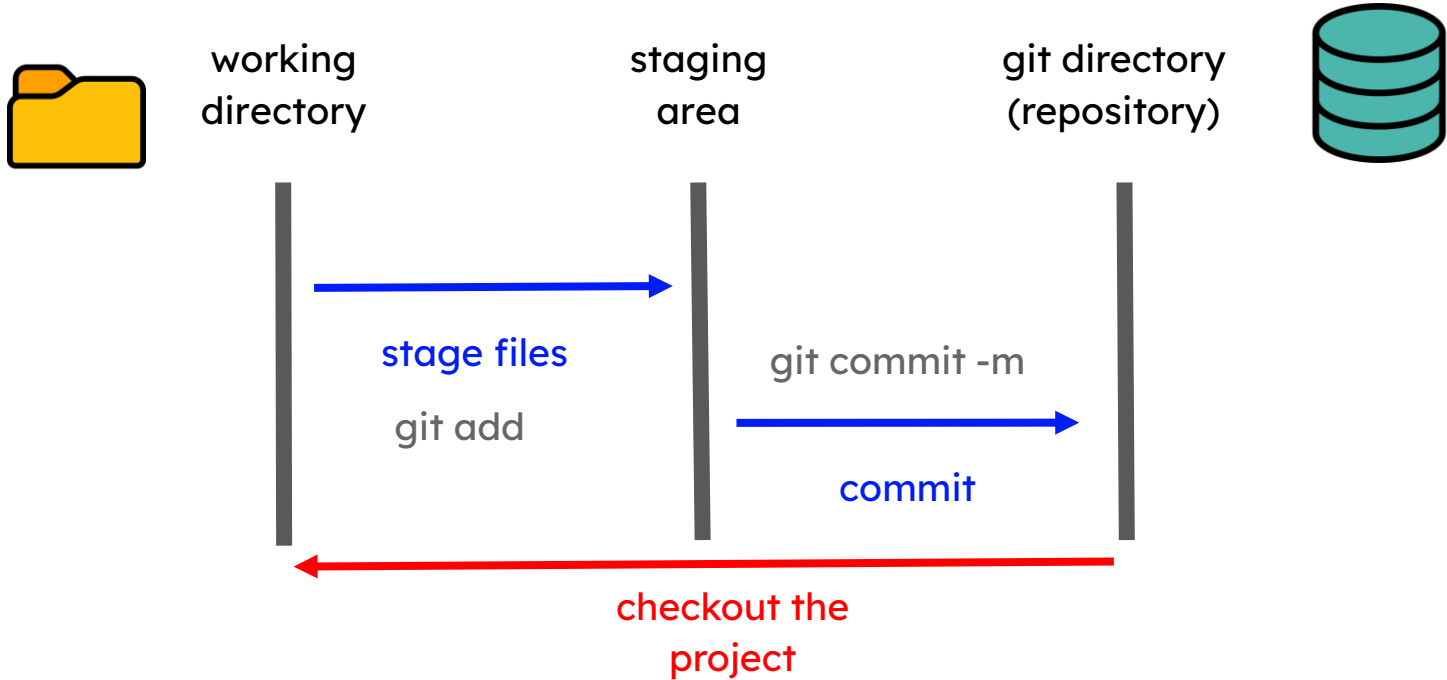 working
directory
staging
area
git directory
(repository)
stage files
git add
git commit -m
commit
checkout the
project